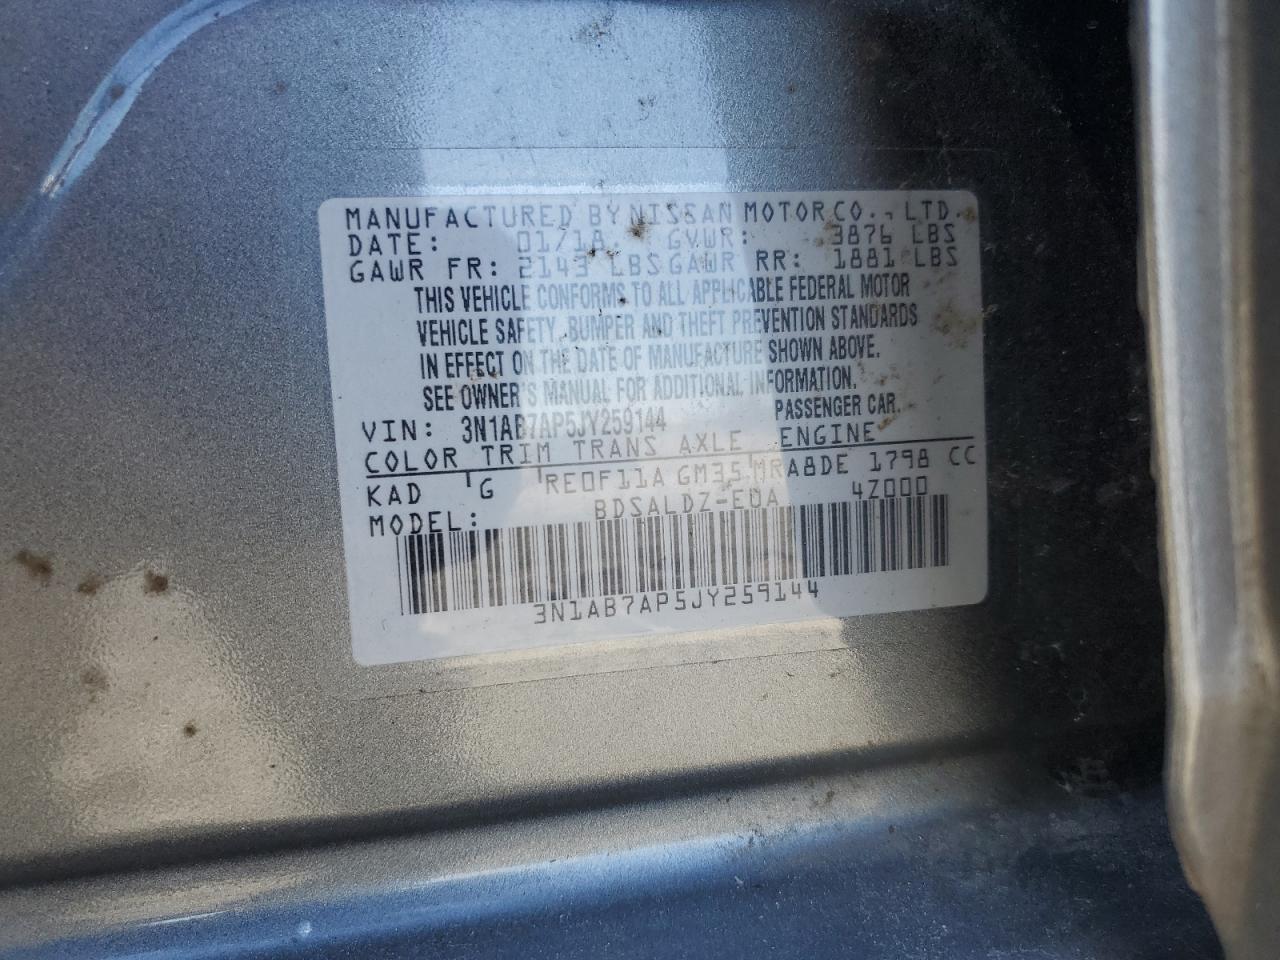 MANUFACTURED BY NISSAN MOTOR CO., LTD.
DATE: 01/18. GVWR: 3876 LBS
GAWR FR: 2143 LBS GAWR RR: 1881 LBS
THIS VEHICLE CONFORMS TO ALL APPLICABLE FEDERAL MOTOR
VEHICLE SAFETY, BUMPER AND THEFT PREVENTION STANDARDS
IN EFFECT ON THE DATE OF MANUFACTURE SHOWN ABOVE.
SEE OWNER'S MANUAL FOR ADDITIONAL INFORMATION.
VIN: 3N1AB7AP5JY259144 PASSENGER CAR.
COLOR TRIM TRANS AXLE ENGINE
KAD G RE0F11A GM35 MRA8DE 1798 CC
MODEL: BDSALDZ-EUA 4Z000
3N1AB7AP5JY259144